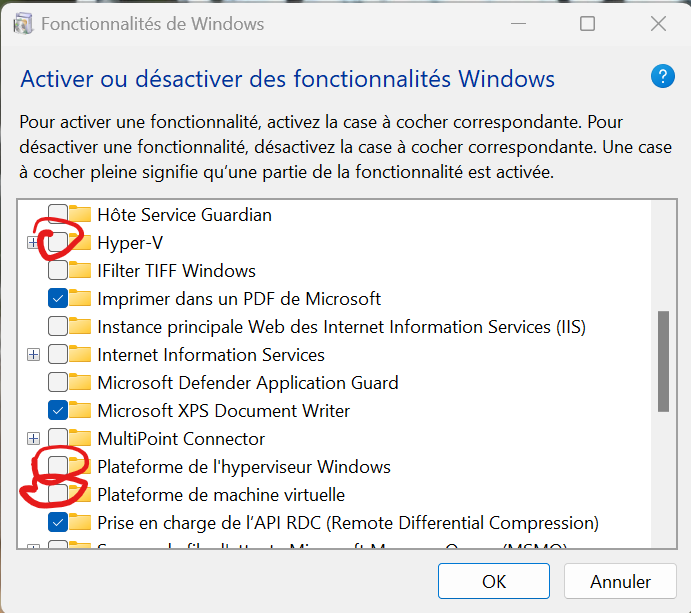 Fonctionnalités de Windows
Activer ou désactiver des fonctionnalités Windows
?
Pour activer une fonctionnalité, activez la case à cocher correspondante. Pour
désactiver une fonctionnalité, désactivez la case à cocher correspondante. Une case
à cocher pleine signifie qu’une partie de la fonctionnalité est activée.
Hôte Service Guardian
Hyper-V
IFilter TIFF Windows
Imprimer dans un PDF de Microsoft
Instance principale Web des Internet Information Services (IIS)
Internet Information Services
Microsoft Defender Application Guard
Microsoft XPS Document Writer
MultiPoint Connector
Plateforme de l'hyperviseur Windows
Plateforme de machine virtuelle
Prise en charge de l’API RDC (Remote Differential Compression)
OK
Annuler